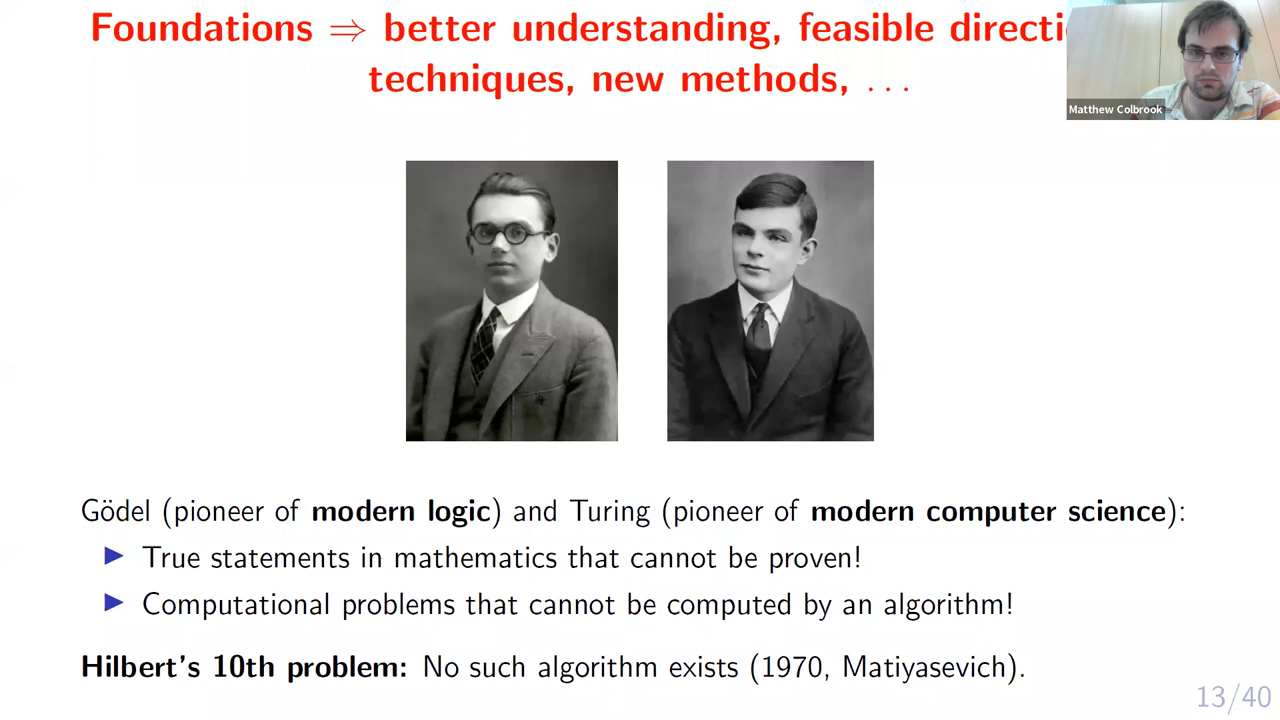 Foundations ⇒ better understanding, feasible
techniques, new methods, ...
Matthew Colbrook
Gödel (pioneer of modern logic) and Turing (pioneer of modern computer science):
▶ True statements in mathematics that cannot be proven!
▶ Computational problems that cannot be computed by an algorithm!
Hilbert's 10th problem: No such algorithm exists (1970, Matiyasevich).
13/40